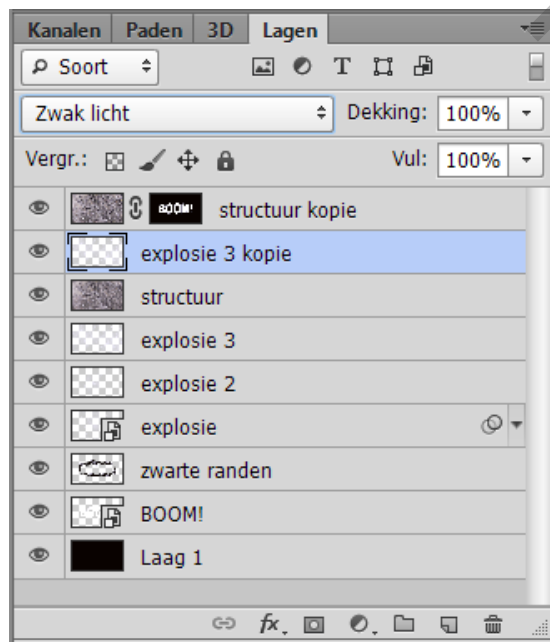 Kanalen Paden 3D Lagen
Soort T
Zwak licht Dekking: 100%
Vergr.: Vul: 100%
BOOM! structuur kopie
explosie 3 kopie
structuur
explosie 3
explosie 2
explosie
zwarte randen
BOOM!
Laag 1
fx